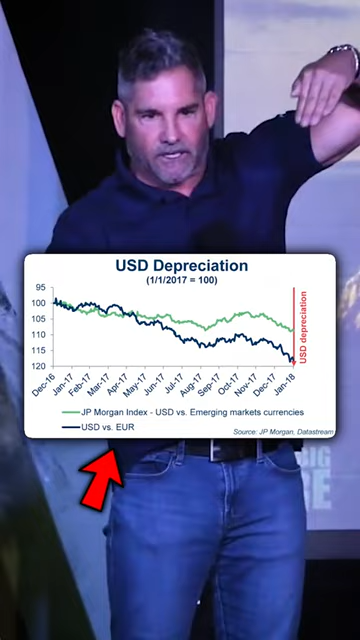 USD Depreciation
(1/1/2017 = 100)
95
100
105
110
115
120
USD depreciation
Dec-16
Jan-17
Feb-17
Mar-17
Apr-17
May-17
Jun-17
Jul-17
Aug-17
Sep-17
Oct-17
Nov-17
Dec-17
Jan-18
JP Morgan Index - USD vs. Emerging markets currencies
USD vs. EUR
Source: JP Morgan, Datastream